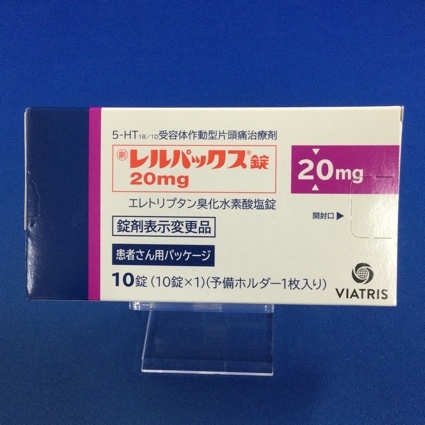 5-HT1B/1D受容体作動型片頭痛治療剤
劇 レルパックス®錠
20mg
20mg
エレトリプタン臭化水素酸塩錠
開封口▶
錠剤表示変更品
患者さん用パッケージ
10錠(10錠×1)(予備ホルダー1枚入り)
VIATRIS